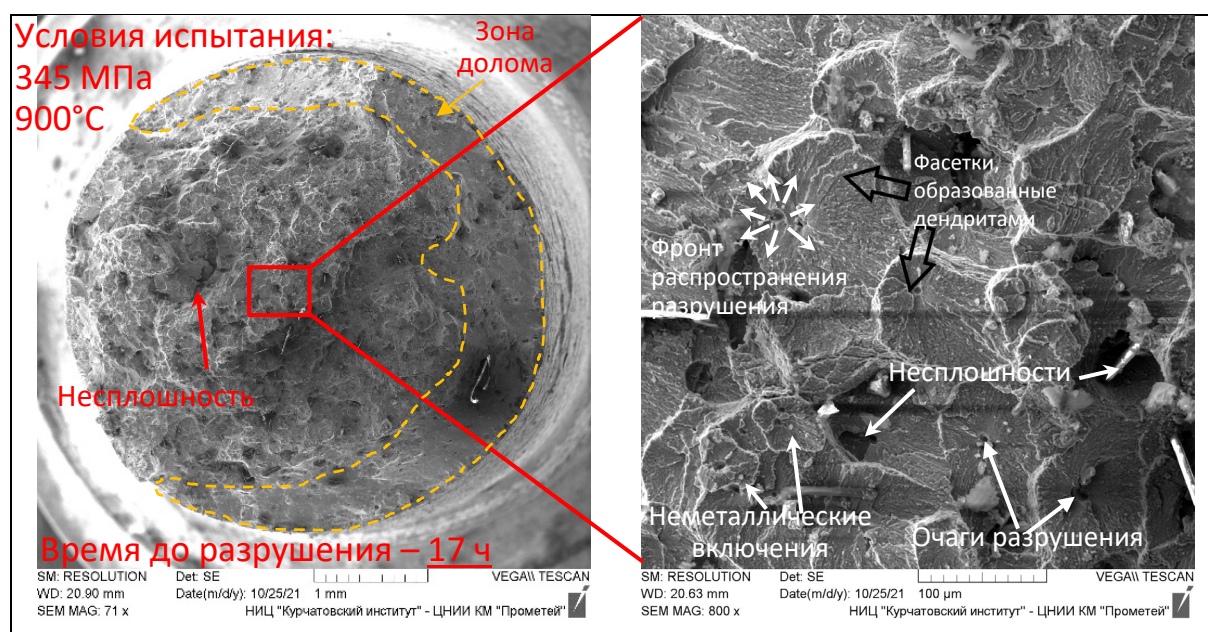 Условия испытания:
345 МПа
900°C
Зона
долома
Несплошность
Время до разрушения – 17 ч
SM: RESOLUTION Det: SE VEGA\\ TESCAN
WD: 20.90 mm Date(m/d/y): 10/25/21 1 mm
SEM MAG: 71 x НИЦ "Курчатовский институт" - ЦНИИ КМ "Прометей"
Фасетки,
образованные
дендритами
Фронт
распространения
разрушения
Несплошности
Неметаллические
включения
Очаги разрушения
SM: RESOLUTION Det: SE VEGA\\ TESCAN
WD: 20.63 mm Date(m/d/y): 10/25/21 100 µm
SEM MAG: 800 x НИЦ "Курчатовский институт" - ЦНИИ КМ "Прометей"